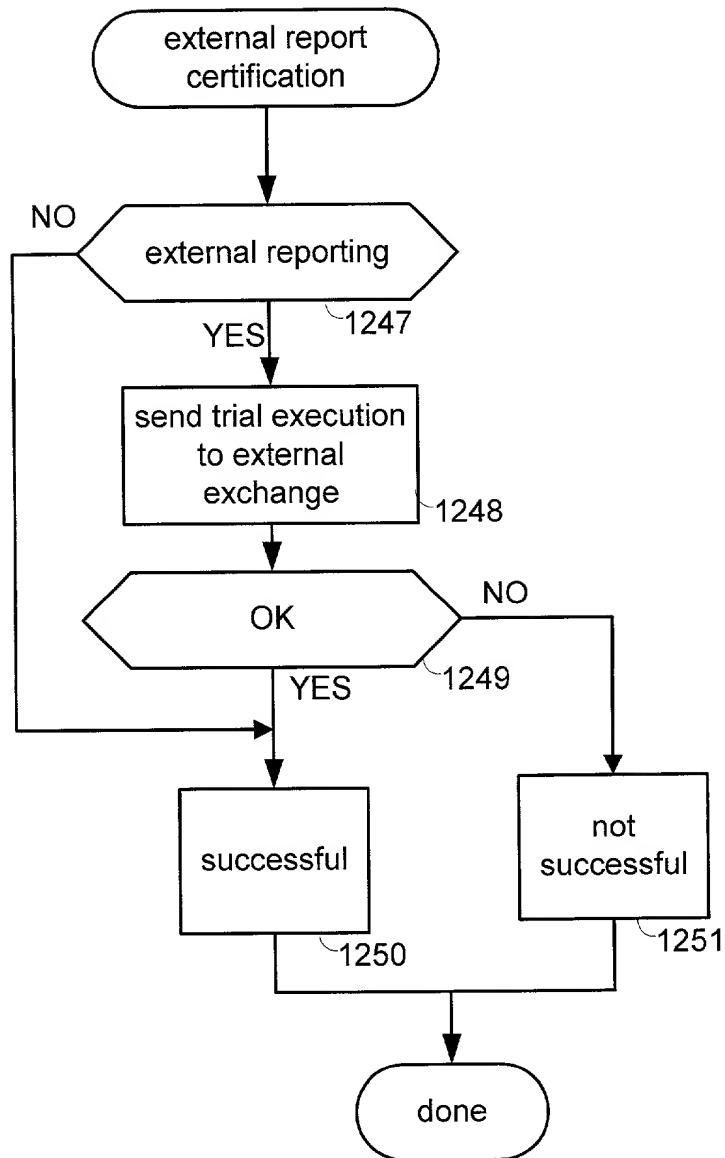 external report
certification
NO
external reporting
1247
YES
send trial execution
to external
exchange
1248
OK
NO
1249
YES
successful
1250
not
successful
1251
done